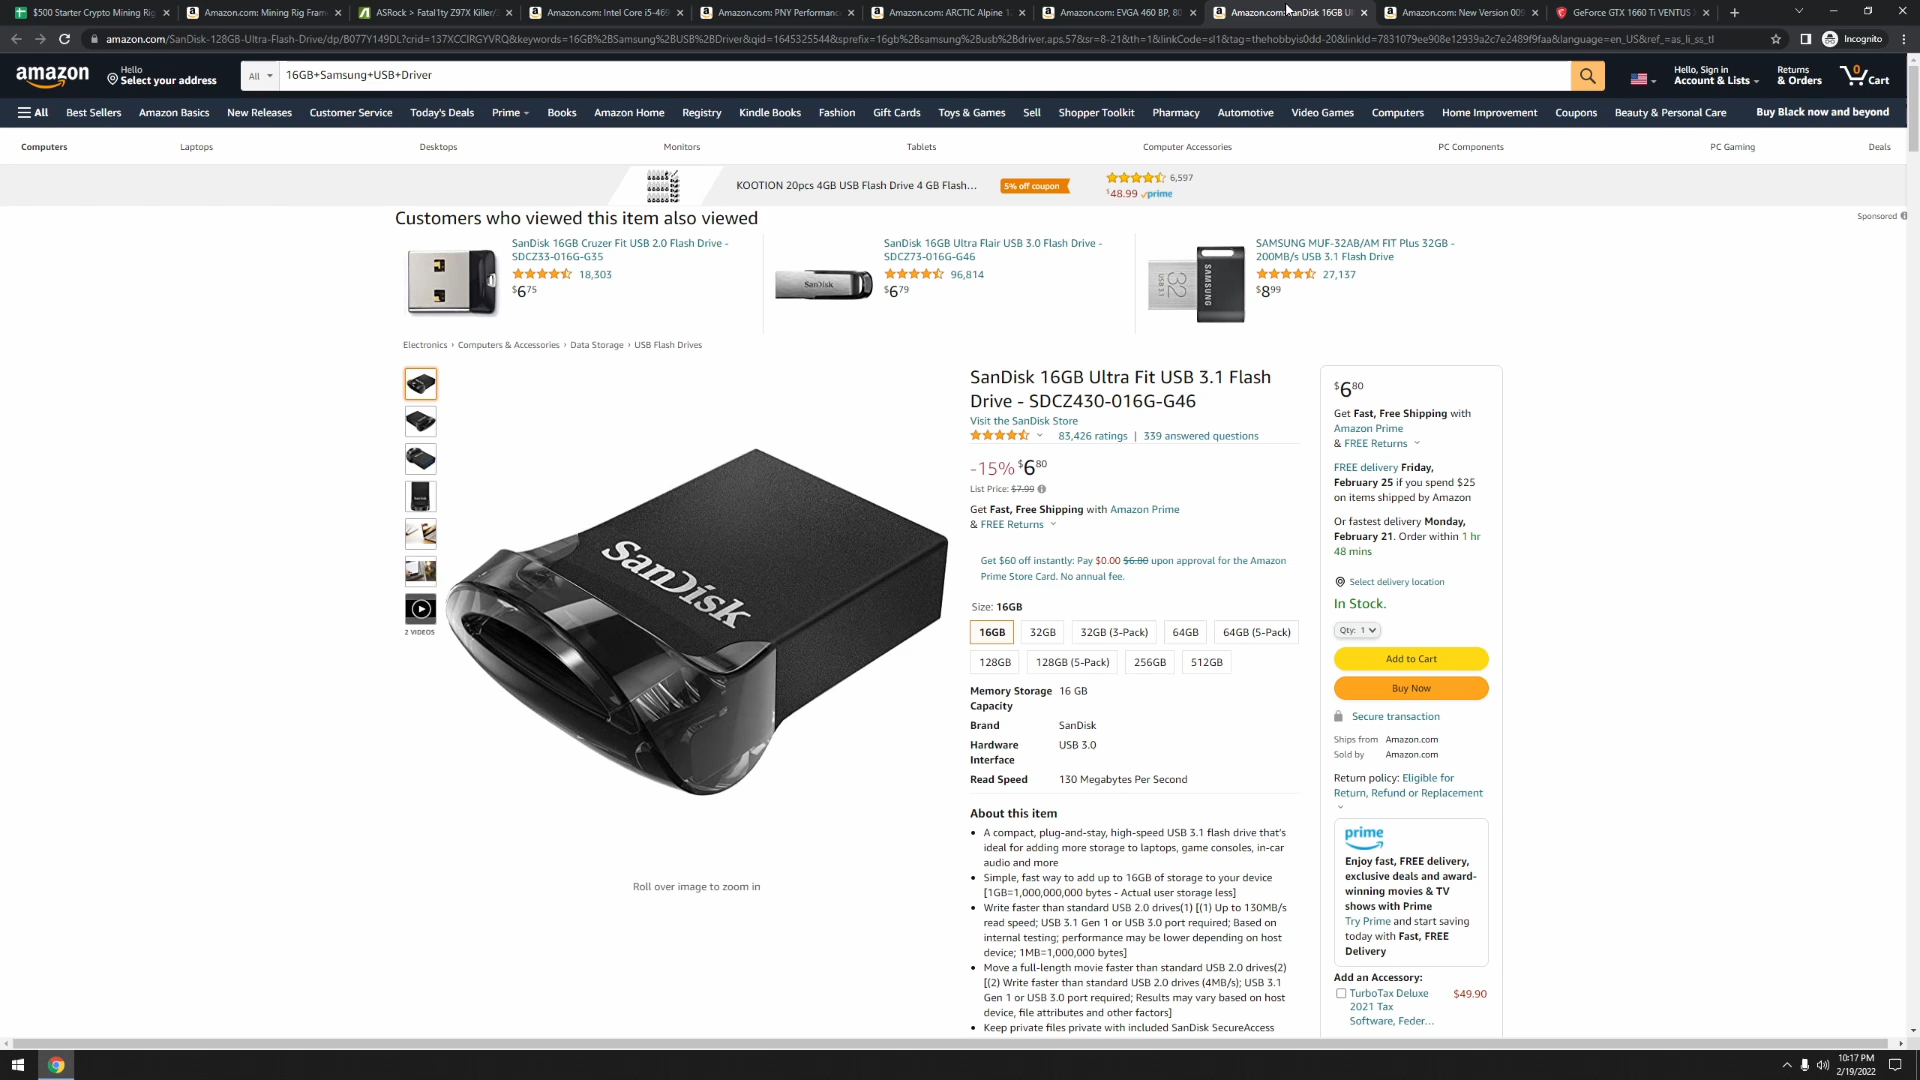 $500 Starter Crypto Mining Rig
Amazon.com: Mining Rig Fram
ASRock > Fatal1ty Z97X Killer/
Amazon.com: Intel Core i5-469
Amazon.com: PNY Performanc
Amazon.com: ARCTIC Alpine 1
Amazon.com: EVGA 460 BP, 80
Amazon.com: SanDisk 16GB Ul
Amazon.com: New Version 009
GeForce GTX 1660 Ti VENTUS
amazon.com/SanDisk-128GB-Ultra-Flash-Drive/dp/B077Y149DL?crid=137XCCIRGYVRQ&keywords=16GB%2BSamsung%2BUSB%2BDriver&qid=1645325544&sprefix=16gb%2bsamsung%2busb%2bdriver.aps.57&sr=8-21&th=1&linkCode=sl1&tag=thehobbyis0dd-20&linkId=7831079ee908e12939a2c7e2489f9faa&language=en_US&ref_=as_li_ss_tl
Incognito
amazon
Hello
Select your address
All
16GB+Samsung+USB+Driver
Hello, Sign in
Account & Lists
Returns
& Orders
0
Cart
All
Best Sellers
Amazon Basics
New Releases
Customer Service
Today's Deals
Prime
Books
Amazon Home
Registry
Kindle Books
Fashion
Gift Cards
Toys & Games
Sell
Shopper Toolkit
Pharmacy
Automotive
Video Games
Computers
Home Improvement
Coupons
Beauty & Personal Care
Buy Black now and beyond
Computers
Laptops
Desktops
Monitors
Tablets
Computer Accessories
PC Components
PC Gaming
Deals
KOOTION 20pcs 4GB USB Flash Drive 4 GB Flash...
5% off coupon
6,597
$48.99 prime
Customers who viewed this item also viewed
Sponsored
SanDisk 16GB Cruzer Fit USB 2.0 Flash Drive -
SDCZ33-016G-G35
18,303
$6.75
SanDisk
SanDisk 16GB Ultra Flair USB 3.0 Flash Drive -
SDCZ73-016G-G46
96,814
$6.79
SAMSUNG
32
USB 3.1
SAMSUNG MUF-32AB/AM FIT Plus 32GB -
200MB/s USB 3.1 Flash Drive
27,137
$8.99
Electronics › Computers & Accessories › Data Storage › USB Flash Drives
2 VIDEOS
SanDisk
Roll over image to zoom in
SanDisk 16GB Ultra Fit USB 3.1 Flash
Drive - SDCZ430-016G-G46
Visit the SanDisk Store
83,426 ratings | 339 answered questions
-15% $6.80
List Price: $7.99
Get Fast, Free Shipping with Amazon Prime
& FREE Returns
Get $60 off instantly: Pay $0.00 $6.80 upon approval for the Amazon
Prime Store Card. No annual fee.
Size: 16GB
16GB
32GB
32GB (3-Pack)
64GB
64GB (5-Pack)
128GB
128GB (5-Pack)
256GB
512GB
Memory Storage Capacity
16 GB
Brand
SanDisk
Hardware Interface
USB 3.0
Read Speed
130 Megabytes Per Second
About this item
• A compact, plug-and-stay, high-speed USB 3.1 flash drive that's
ideal for adding more storage to laptops, game consoles, in-car
audio and more
• Simple, fast way to add up to 16GB of storage to your device
[1GB=1,000,000,000 bytes - Actual user storage less]
• Write faster than standard USB 2.0 drives(1) [(1) Up to 130MB/s
read speed; USB 3.1 Gen 1 or USB 3.0 port required; Based on
internal testing; performance may be lower depending on host
device; 1MB=1,000,000 bytes]
• Move a full-length movie faster than standard USB 2.0 drives(2)
[(2) Write faster than standard USB 2.0 drives (4MB/s); USB 3.1
Gen 1 or USB 3.0 port required; Results may vary based on host
device, file attributes and other factors]
• Keep private files private with included SanDisk SecureAccess
$6.80
Get Fast, Free Shipping with
Amazon Prime
& FREE Returns
FREE delivery Friday,
February 25 if you spend $25
on items shipped by Amazon
Or fastest delivery Monday,
February 21. Order within 1 hr
48 mins
Select delivery location
In Stock.
Qty: 1
Add to Cart
Buy Now
Secure transaction
Ships from Amazon.com
Sold by Amazon.com
Return policy: Eligible for
Return, Refund or Replacement
prime
Enjoy fast, FREE delivery,
exclusive deals and award-
winning movies & TV
shows with Prime
Try Prime and start saving
today with Fast, FREE
Delivery
Add an Accessory:
TurboTax Deluxe
2021 Tax
Software, Feder...
$49.90
10:17 PM
2/19/2022